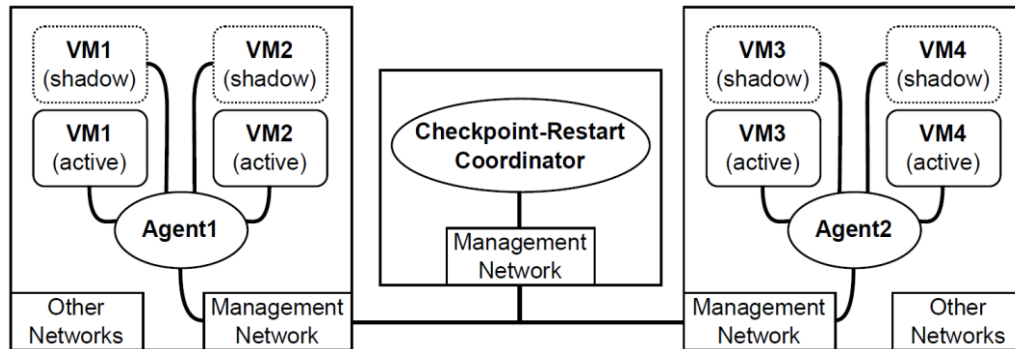 VM1
(shadow)
VM2
(shadow)
VM1
(active)
VM2
(active)
Agent1
Other
Networks
Management
Network
Checkpoint-Restart
Coordinator
Management
Network
VM3
(shadow)
VM4
(shadow)
VM3
(active)
VM4
(active)
Agent2
Management
Network
Other
Networks